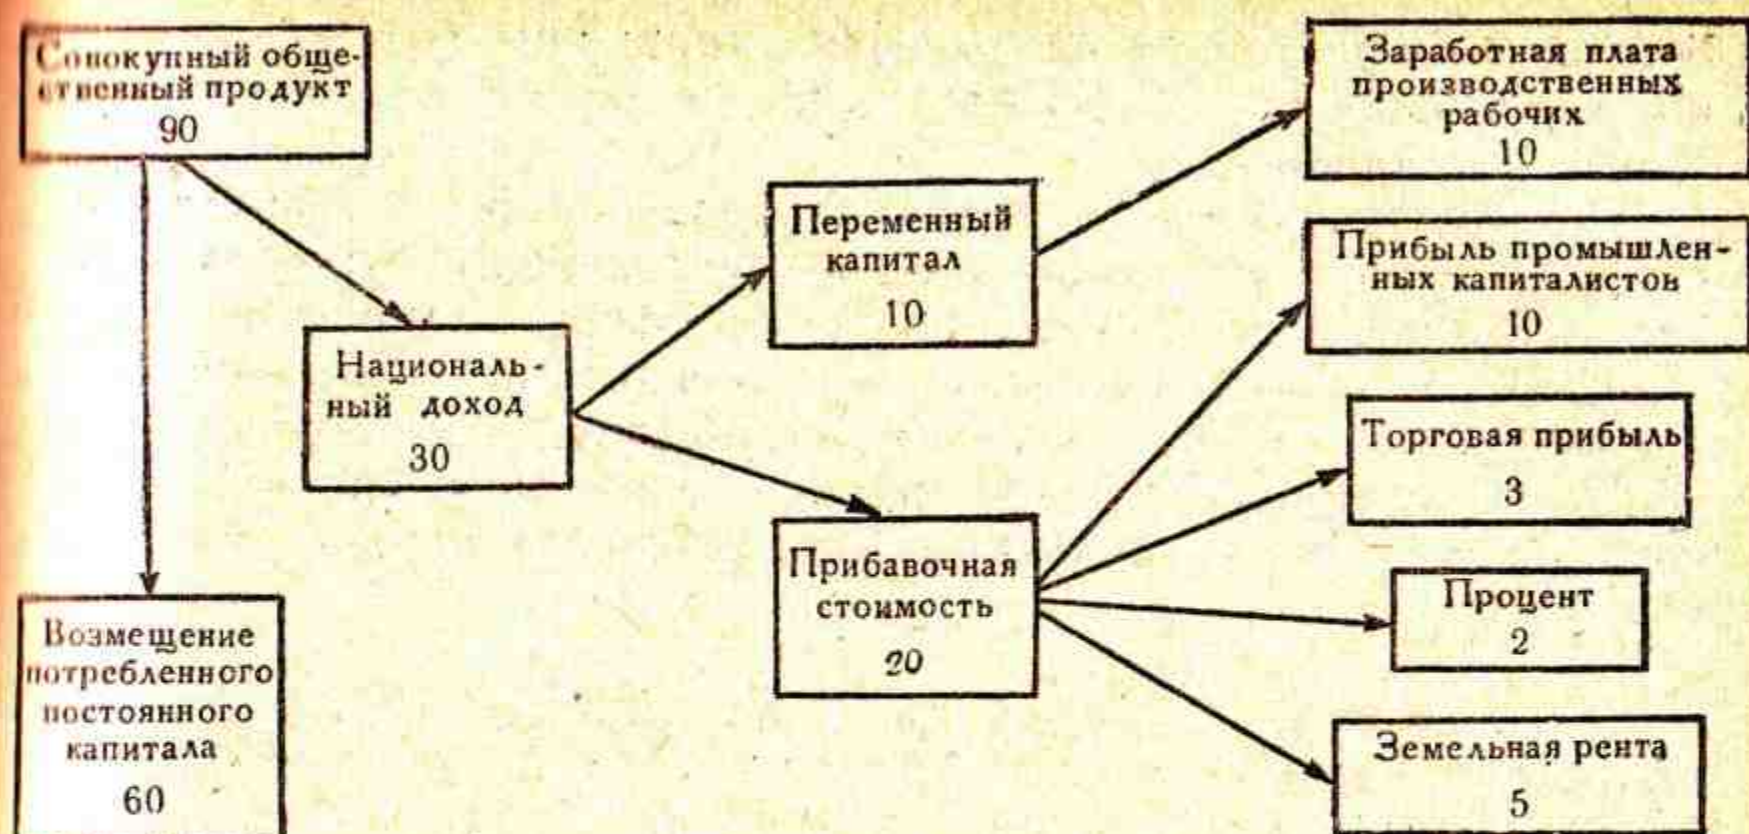 Совокупный обще-
ственный продукт
90
Национальный
ный доход
30
Возмещение
потребленного
постоянного
капитала
60
Переменный
капитал
10
Прибавочная
стоимость
20
Заработная плата
производственных
рабочих
10
Прибыль промышлен-
ных капиталистов
10
Торговая прибыль
3
Процент
2
Земельная рента
5